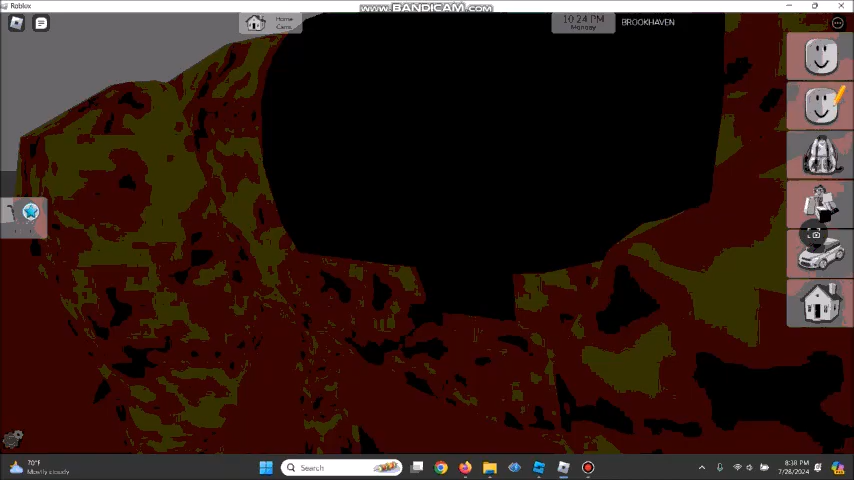 Roblox
www.BANDICAM.com
Home
Cams
10:24 PM
Monday
BROOKHAVEN
70°F
Mostly cloudy
Search
8:38 PM
7/26/2024